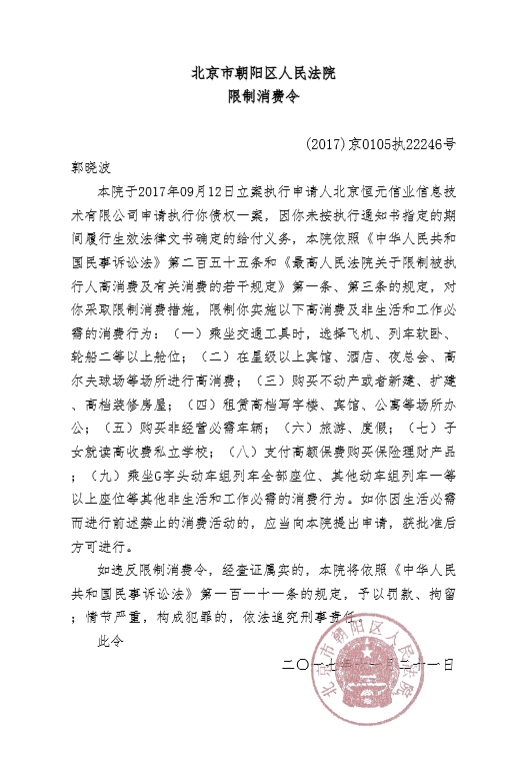 北京市朝阳区人民法院
限制消费令
(2017)京0105执22246号
郭晓波
本院于2017年09月12日立案执行申请人北京恒元信业信息技
术有限公司申请执行你债权一案，因你未按执行通知书指定的期
间履行生效法律文书确定的给付义务，本院依照《中华人民共和
国民事诉讼法》第二百五十五条和《最高人民法院关于限制被执
行人高消费及有关消费的若干规定》第一条、第三条的规定，对
你采取限制消费措施，限制你实施以下高消费及非生活和工作必
需的消费行为：（一）乘坐交通工具时，选择飞机、列车软卧、
轮船二等以上舱位；（二）在星级以上宾馆、酒店、夜总会、高
尔夫球场等场所进行高消费；（三）购买不动产或者新建、扩建
、高档装修房屋；（四）租赁高档写字楼、宾馆、公寓等场所办
公；（五）购买非经营必需车辆；（六）旅游、度假；（七）子
女就读高收费私立学校；（八）支付高额保费购买保险理财产品
；（九）乘坐G字头动车组列车全部座位、其他动车组列车一等
以上座位等其他非生活和工作必需的消费行为。如你因生活必需
而进行前述禁止的消费活动的，应当向本院提出申请，获批准后
方可进行。
如违反限制消费令，经查证属实的，本院将依照《中华人民
共和国民事诉讼法》第一百一十一条的规定，予以罚款、拘留
；情节严重，构成犯罪的，依法追究刑事责任。
此令
二〇一七年十一月二十一日
北京市朝阳区人民法院